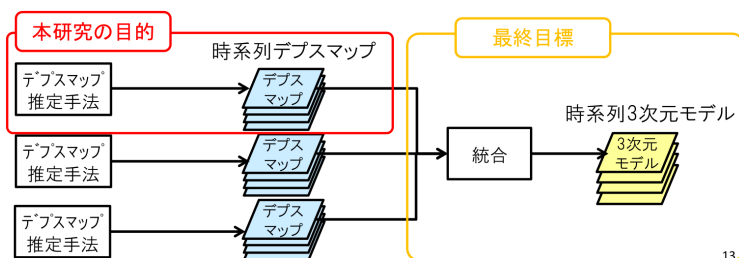 本研究の目的
最終目標
時系列デプスマップ
デプスマップ
推定手法
デプス
マップ
時系列3次元モデル
デプスマップ
推定手法
デプス
マップ
統合
3次元
モデル
デプスマップ
推定手法
デプス
マップ
13